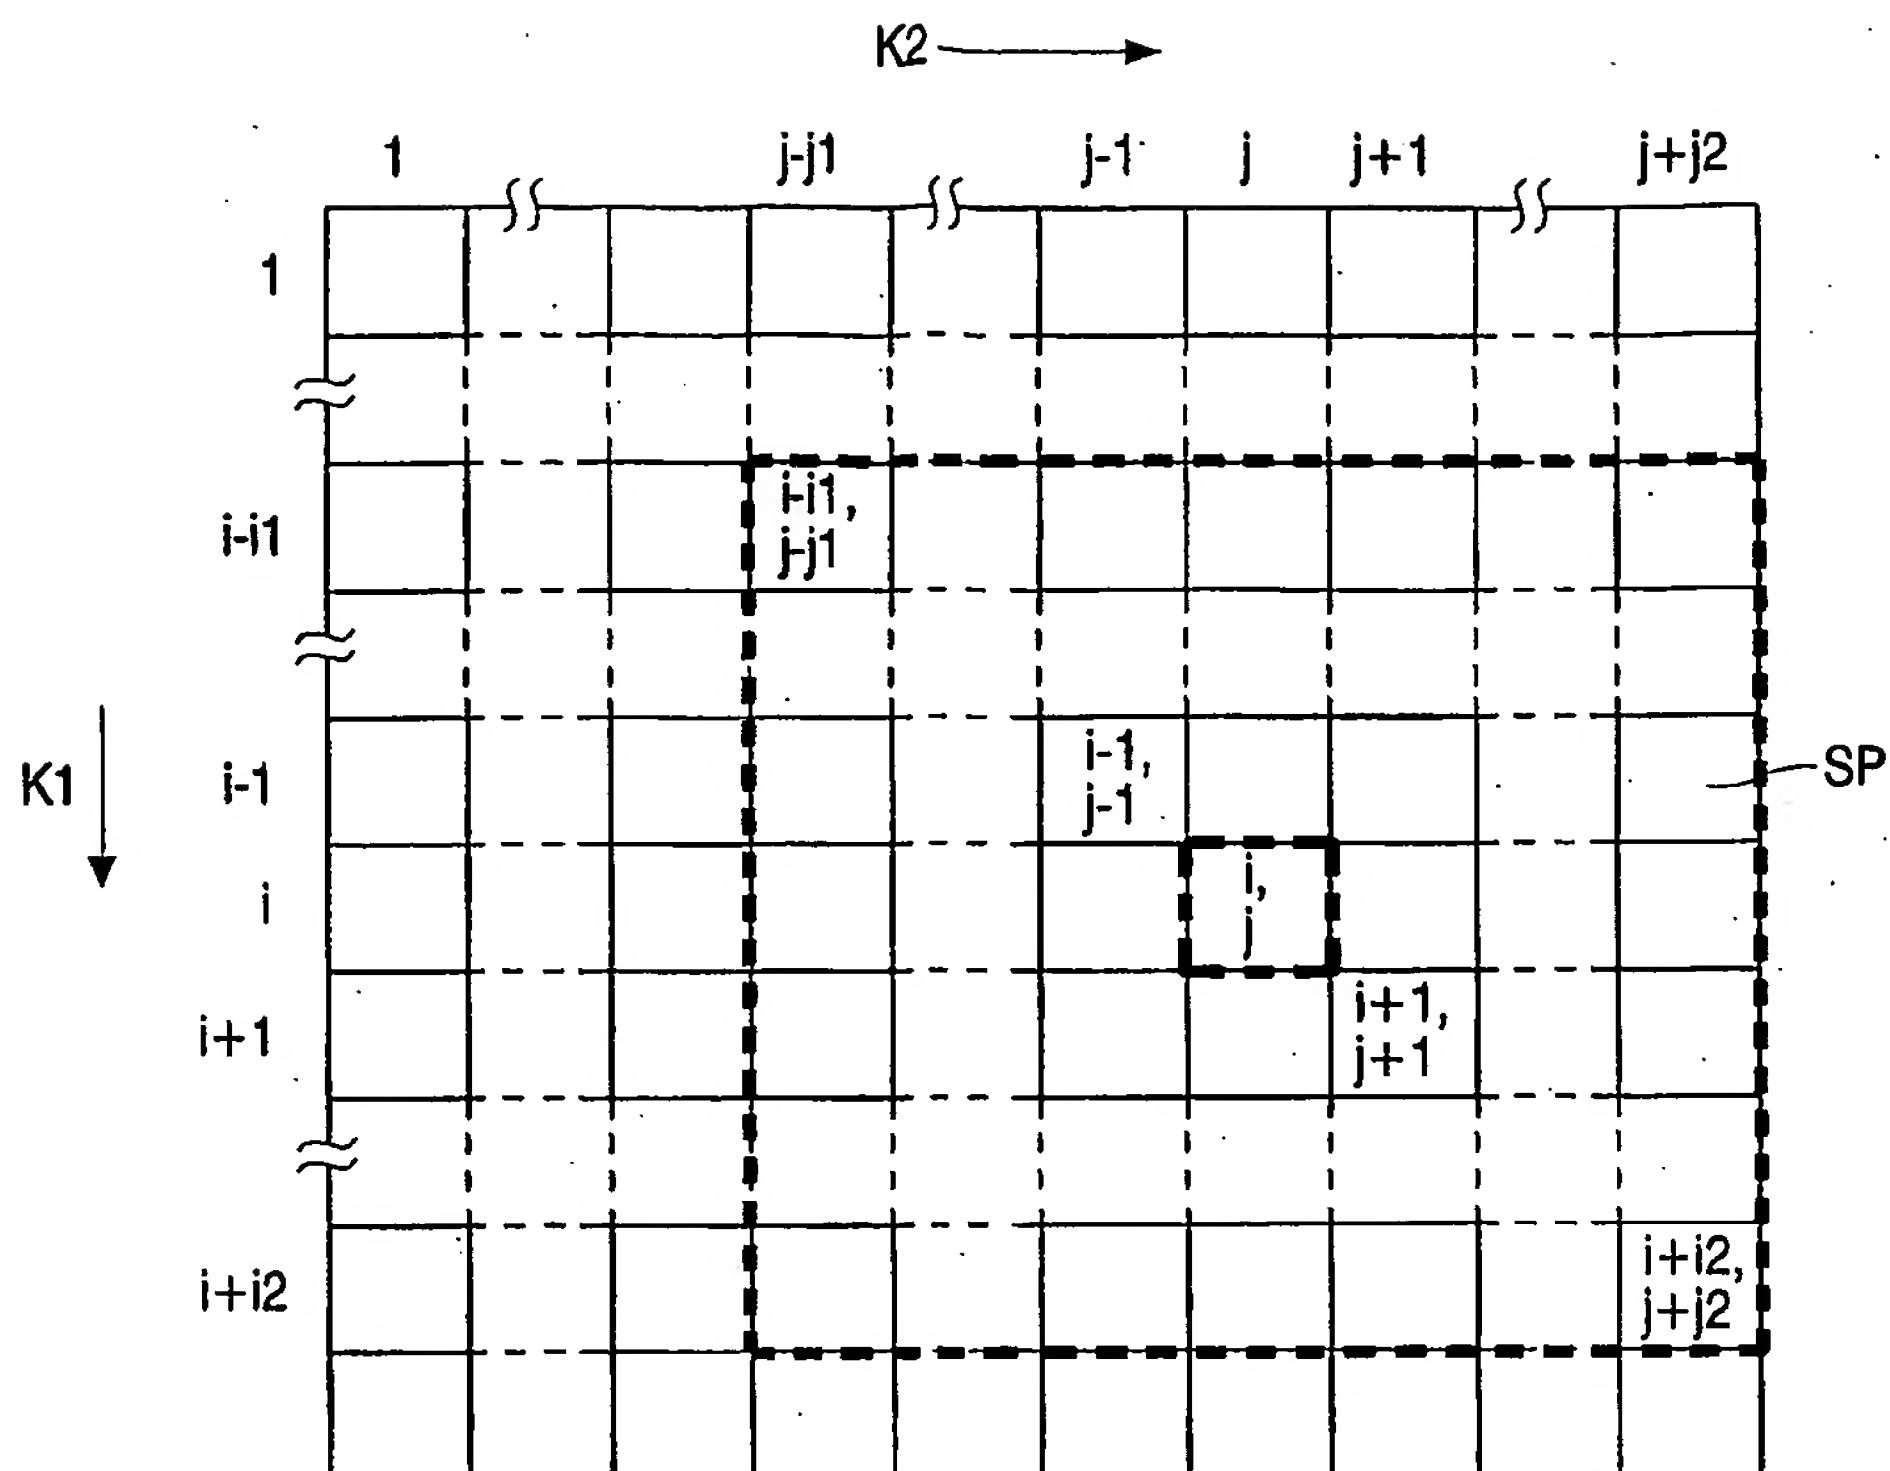 K2
1 j-j1 j-1 j j+1 j+j2
1
i-i1
i-i1,
j-j1
K1
i-1
i-1,
j-1
SP
i
i,
j
i+1
i+1,
j+1
i+i2
i+i2,
j+j2